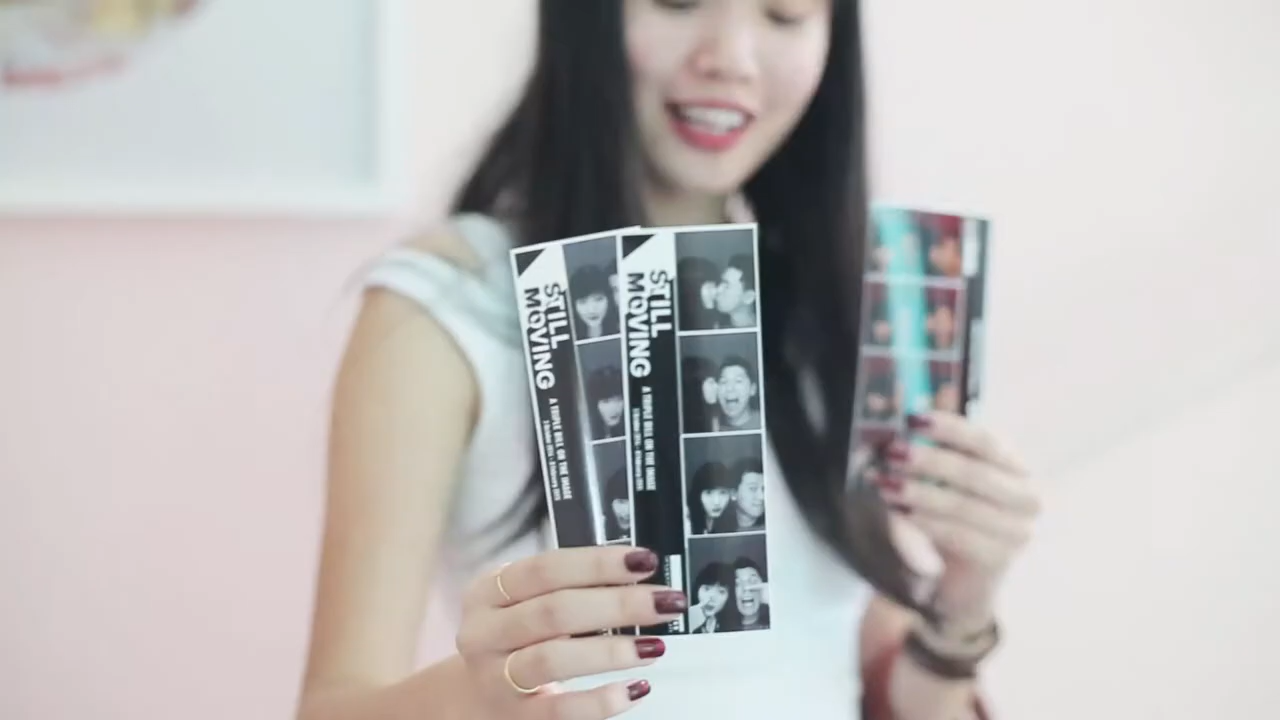 STILL
MOVING
A TRIPLE BILL ON THE IMAGE
STILL
MOVING
A TRIPLE BILL ON THE IMAGE